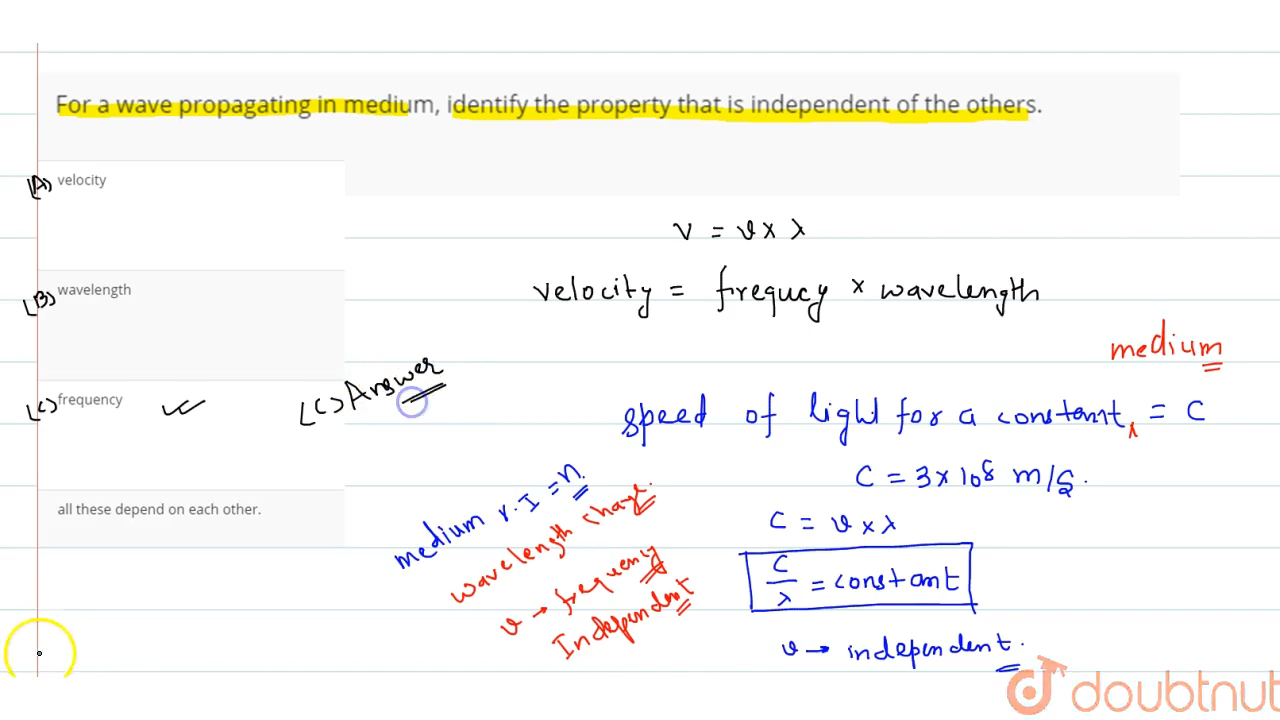 For a wave propagating in medium, identify the property that is independent of the others.
(A) velocity
(B) wavelength
(C) frequency
(C) Answer
all these depend on each other.
v = ν x λ
velocity = frequcy x wavelength
medium
speed of light for a constant = C
C = 3 x 10⁸ m/s.
C = ν x λ
C/λ = constant
ν → independent.
medium r.I = n
wavelength change.
ν → frequency
Independent
doubtnut